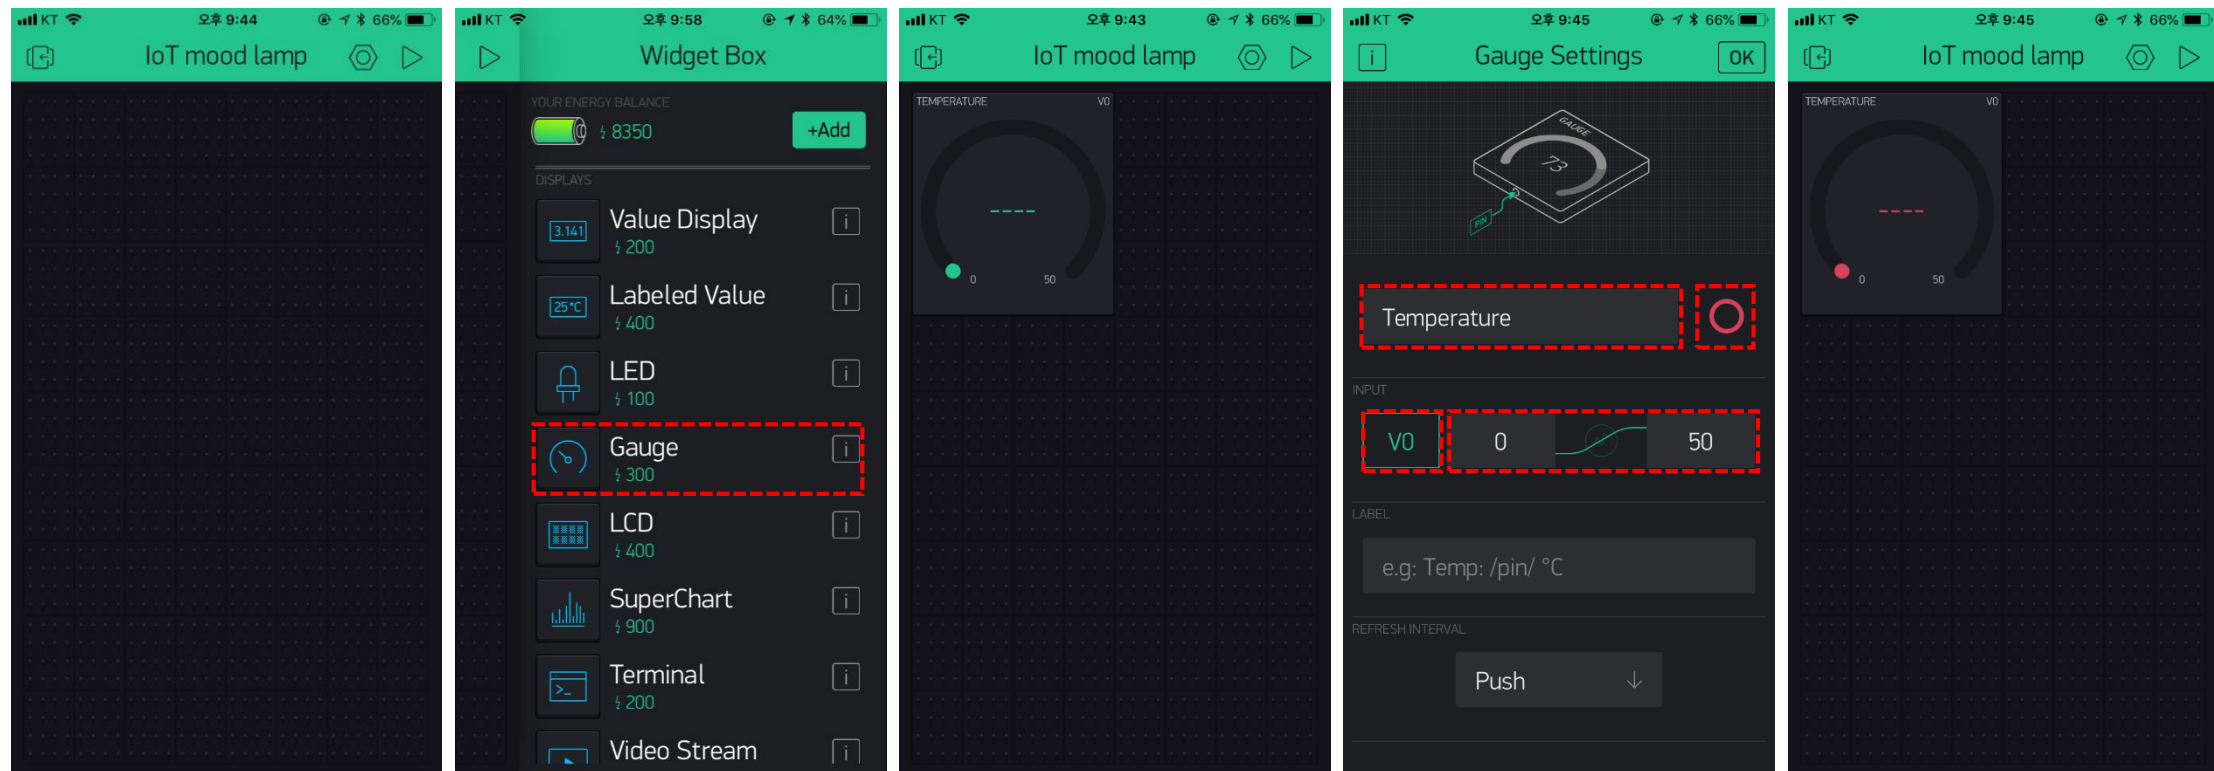 KT 오후 9:44 66%
IoT mood lamp
KT 오후 9:58 64%
Widget Box
YOUR ENERGY BALANCE
8350
+Add
DISPLAYS
3.141
Value Display
200
25°C
Labeled Value
400
LED
100
Gauge
300
LCD
400
SuperChart
900
Terminal
200
Video Stream
KT 오후 9:43 66%
IoT mood lamp
TEMPERATURE V0
----
0 50
KT 오후 9:45 66%
i Gauge Settings OK
GAUGE
73
PIN
Temperature
INPUT
V0 0 50
LABEL
e.g: Temp: /pin/ °C
REFRESH INTERVAL
Push
KT 오후 9:45 66%
IoT mood lamp
TEMPERATURE V0
----
0 50